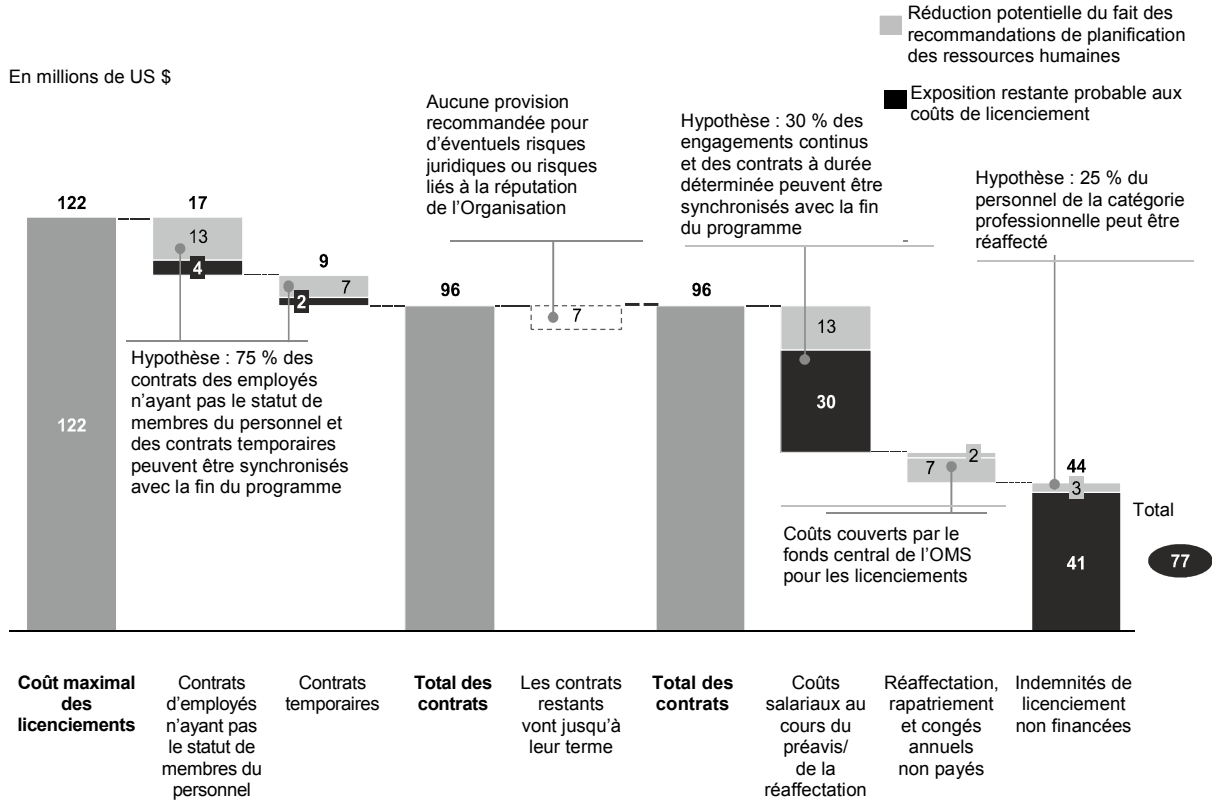 Réduction potentielle du fait des
recommandations de planification
des ressources humaines
En millions de US $
Exposition restante probable aux
coûts de licenciement
Aucune provision
recommandée pour
d'éventuels risques
juridiques ou risques
liés à la réputation
de l'Organisation
Hypothèse : 30 % des
engagements continus
et des contrats à durée
déterminée peuvent être
synchronisés avec la fin
du programme
Hypothèse : 25 % du
personnel de la catégorie
professionnelle peut être
réaffecté
122
17
13
4
9
7
2
96
7
96
13
30
2
7
44
3
41
122
Hypothèse : 75 % des
contrats des employés
n'ayant pas le statut de
membres du personnel et
des contrats temporaires
peuvent être synchronisés
avec la fin du programme
Coûts couverts par le
fonds central de l'OMS
pour les licenciements
Total
77
Coût maximal
des
licenciements
Contrats
d'employés
n'ayant pas
le statut de
membres du
personnel
Contrats
temporaires
Total des
contrats
Les contrats
restants
vont jusqu'à
leur terme
Total des
contrats
Coûts
salariaux au
cours du
préavis/
de la
réaffectation
Réaffectation,
rapatriement
et congés
annuels
non payés
Indemnités de
licenciement
non financées